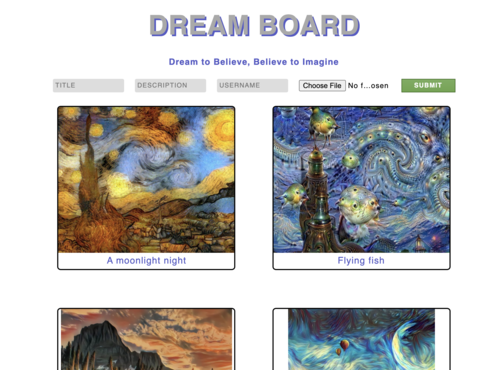 DREAM BOARD
Dream to Believe, Believe to Imagine
TITLE DESCRIPTION USERNAME Choose File No f...osen SUBMIT
A moonlight night Flying fish